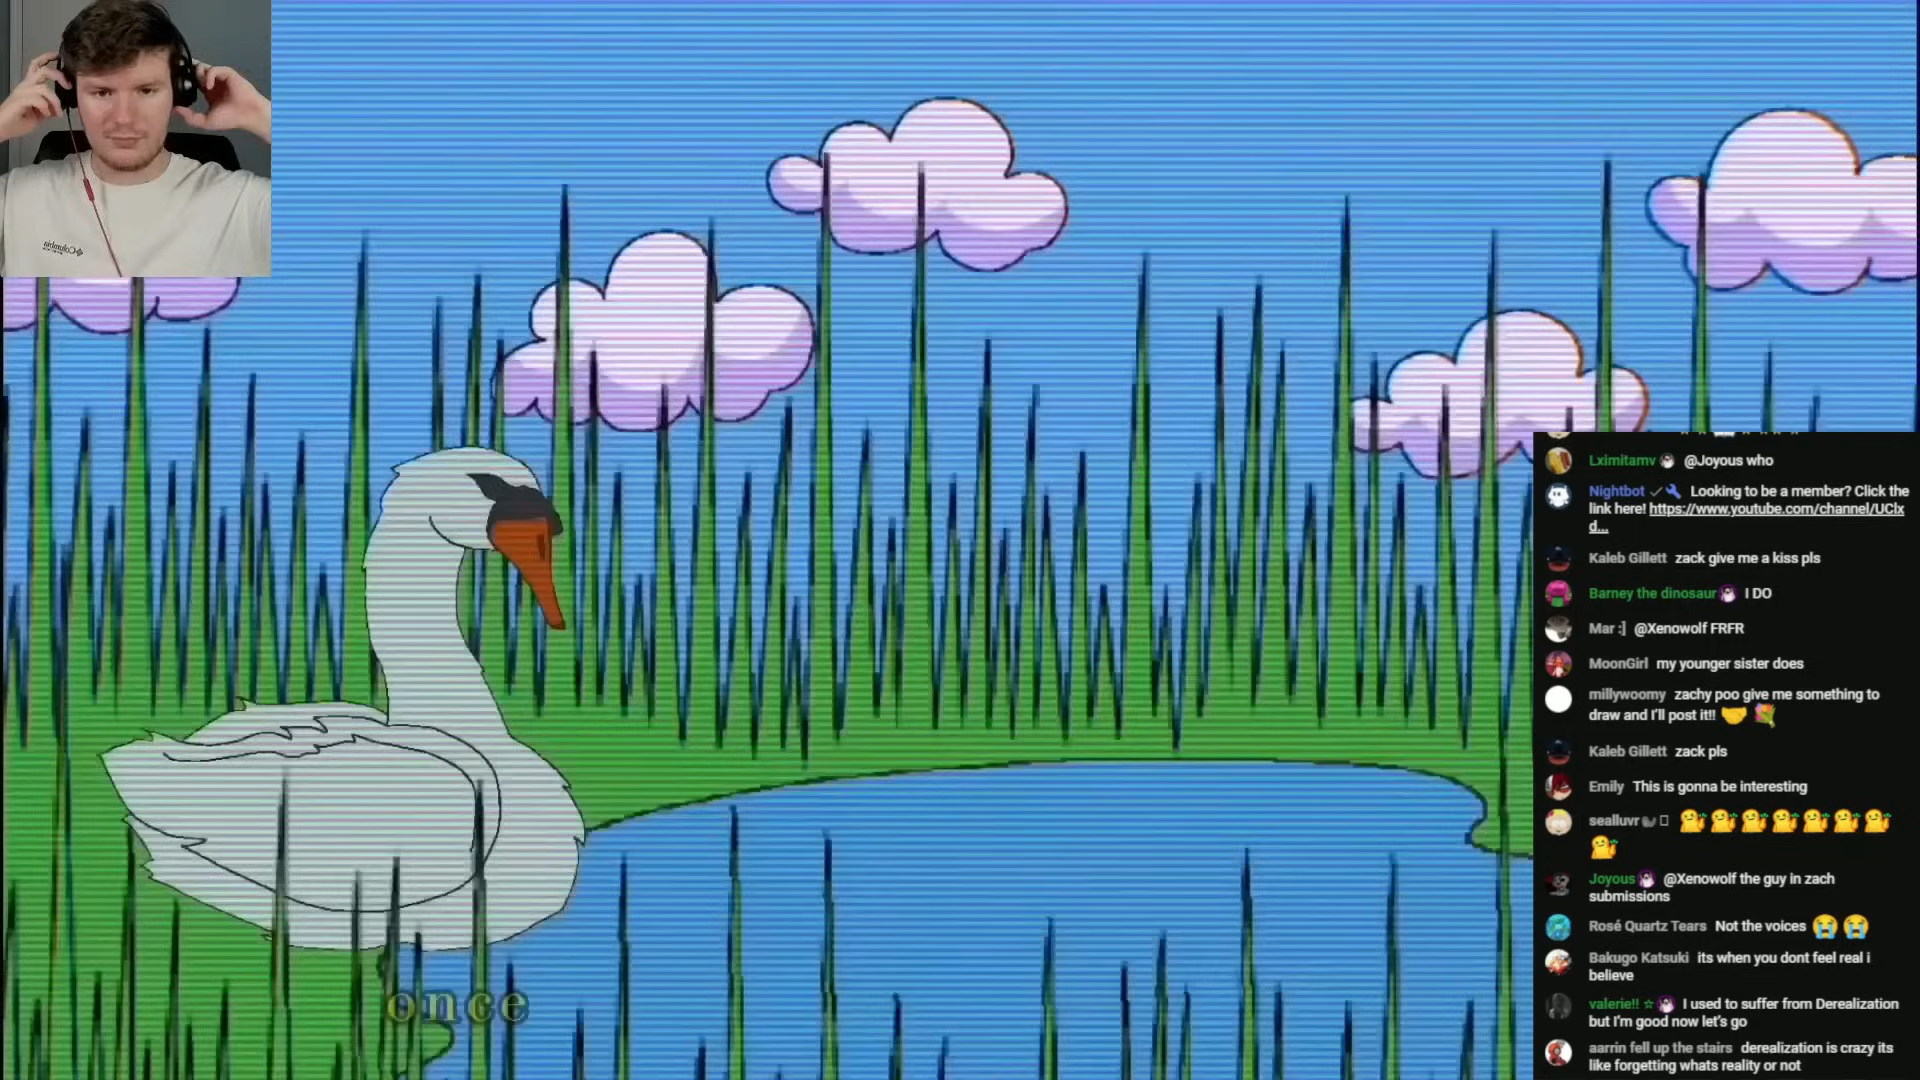 Lximitamv @Joyous who
Nightbot Looking to be a member? Click the
link here! https://www.youtube.com/channel/UClx
d...
Kaleb Gillett zack give me a kiss pls
Barney the dinosaur I DO
Mar :] @Xenowolf FRFR
MoonGirl my younger sister does
millywoomy zachy poo give me something to
draw and I'll post it!!
Kaleb Gillett zack pls
Emily This is gonna be interesting
sealluvr
Joyous @Xenowolf the guy in zach
submissions
Rosé Quartz Tears Not the voices
Bakugo Katsuki its when you dont feel real i
believe
valerie!! ☆ I used to suffer from Derealization
but I'm good now let's go
aarrin fell up the stairs derealization is crazy its
like forgetting whats reality or not
once
Columbia